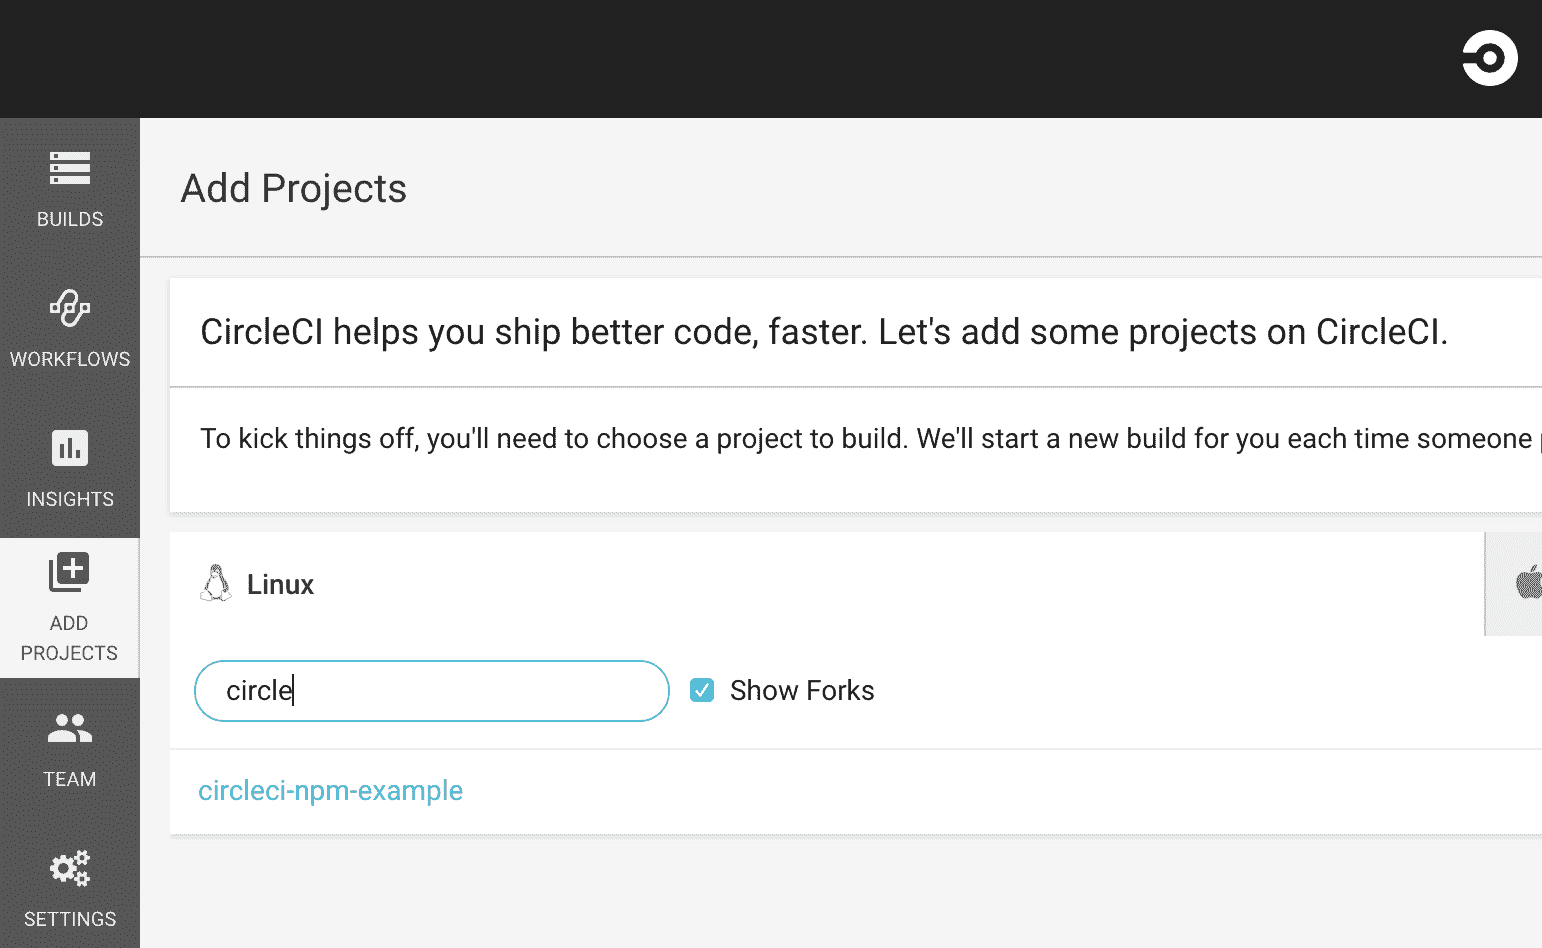 BUILDS
WORKFLOWS
INSIGHTS
ADD
PROJECTS
TEAM
SETTINGS
Add Projects
CircleCI helps you ship better code, faster. Let's add some projects on CircleCI.
To kick things off, you'll need to choose a project to build. We'll start a new build for you each time someone
Linux
circle
Show Forks
circleci-npm-example